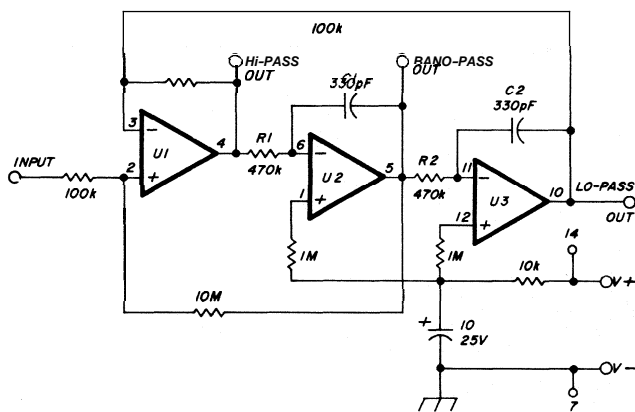 100k
Hi-PASS
OUT
BANO-PASS
OUT
C1
330pF
C2
330pF
3
−
4
R1
6
−
R2
11
−
INPUT
U1
470k
U2
5
470k
U3
10
LO-PASS
OUT
100k
2
+
1
+
12
+
14
1M
1M
10k
V+
10M
+
10
25V
V−
7